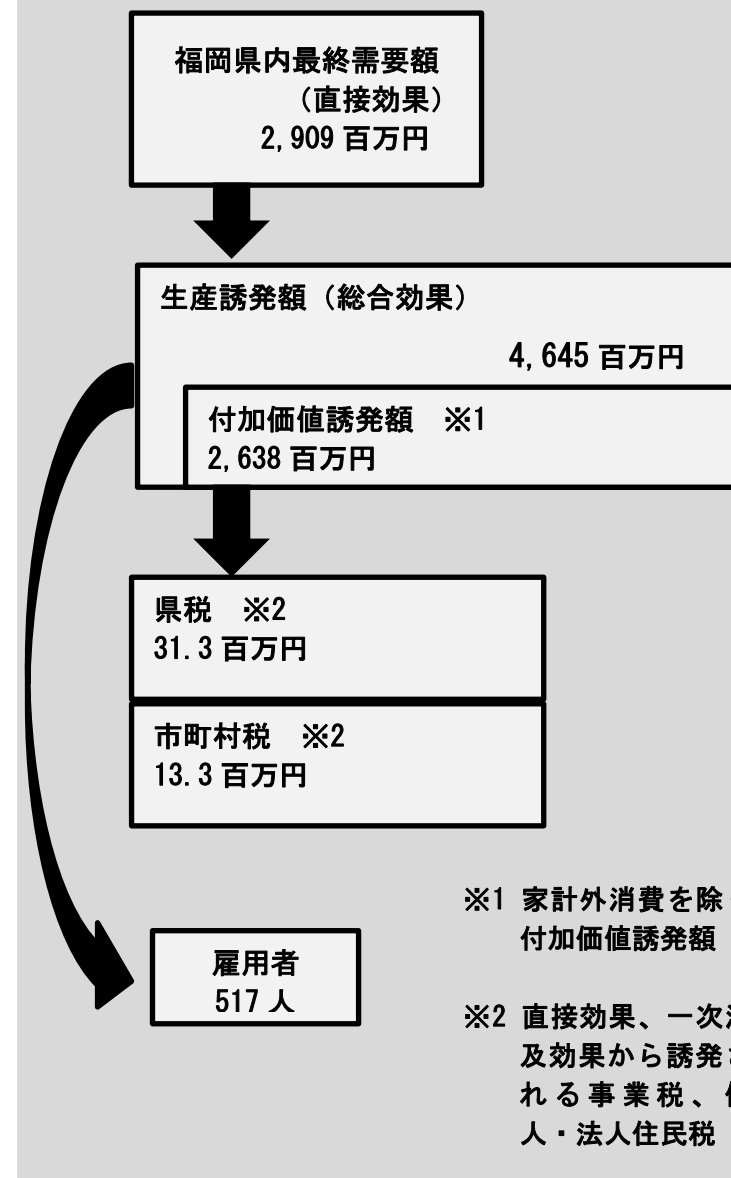 福岡県内最終需要額
（直接効果）
2,909 百万円
生産誘発額（総合効果）
4,645 百万円
付加価値誘発額　※1
2,638 百万円
県税　※2
31.3 百万円
市町村税　※2
13.3 百万円
雇用者
517 人
※1 家計外消費を除
付加価値誘発額
※2 直接効果、一次
及効果から誘発
れる事業税、
人・法人住民税